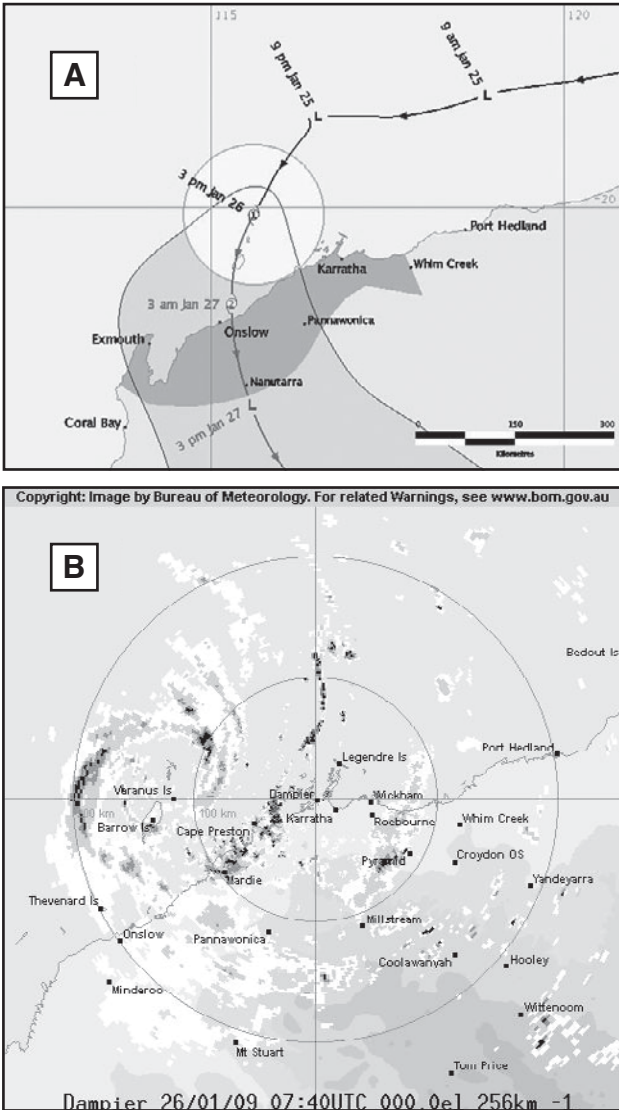 A
115
120
9 pm Jan 25
9 am Jan 25
3 pm Jan 26
1
-20
Port Hedland
Karratha
Whim Creek
3 am Jan 27
2
Onslow
Pannawonica
Exmouth
Nanutarra
L
L
L
Coral Bay
3 pm Jan 27
0 150 300
Kilometres
Copyright: Image by Bureau of Meteorology. For related Warnings, see www.bom.gov.au
B
Bedout Is
Port Hedland
Legendre Is
Varanus Is
Dampier
Wickham
100 km
Barrow Is
Cape Preston
Karratha
Roebourne
Whim Creek
Pyramid
Croydon OS
Mardie
Yandeyarra
Thevenard Is
Onslow
Pannawonica
Millstream
Coolawanyah
Hooley
Minderoo
Wittenoom
Mt Stuart
Tom Price
Dampier 26/01/09 07:40UTC 000.0el 256km -1